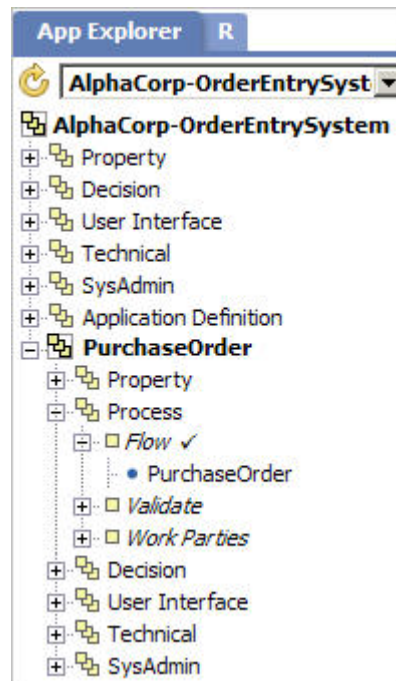 App Explorer R
AlphaCorp-OrderEntrySyst
AlphaCorp-OrderEntrySystem
Property
Decision
User Interface
Technical
SysAdmin
Application Definition
PurchaseOrder
Property
Process
Flow ✓
PurchaseOrder
Validate
Work Parties
Decision
User Interface
Technical
SysAdmin